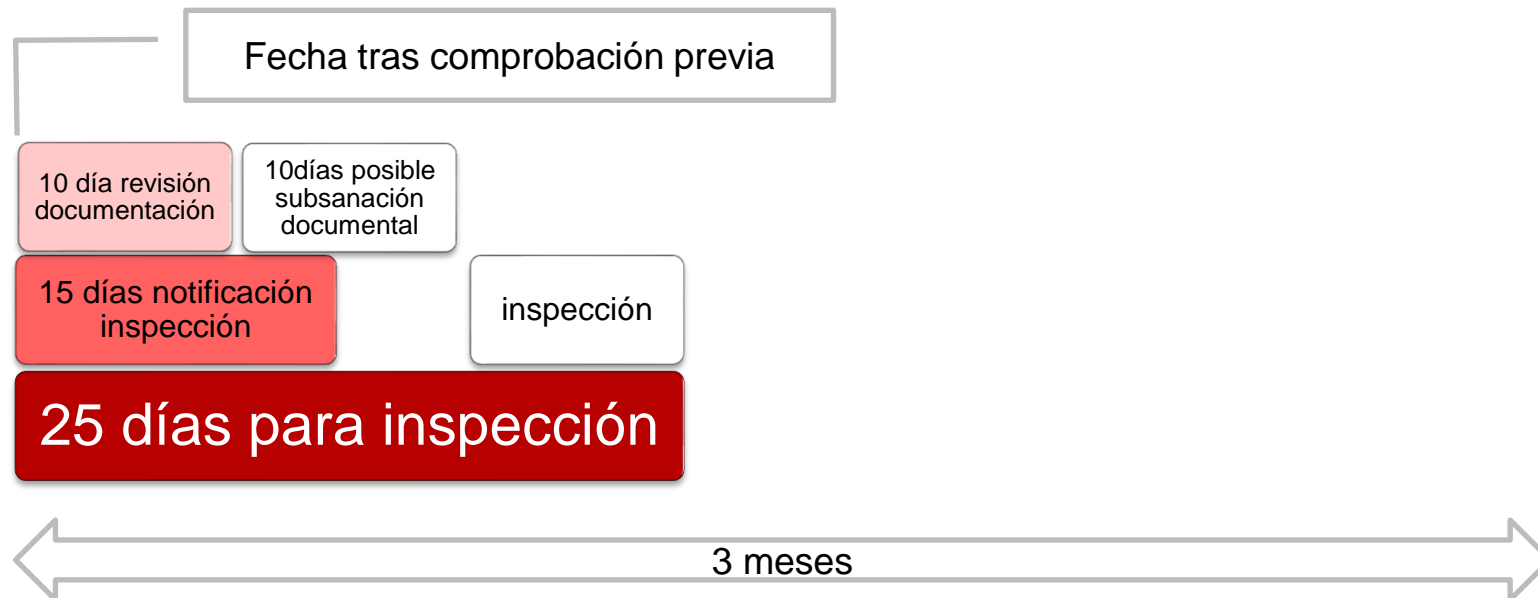 Fecha tras comprobación previa
10 día revisión
documentación
10días posible
subsanación
documental
15 días notificación
inspección
inspección
25 días para inspección
3 meses